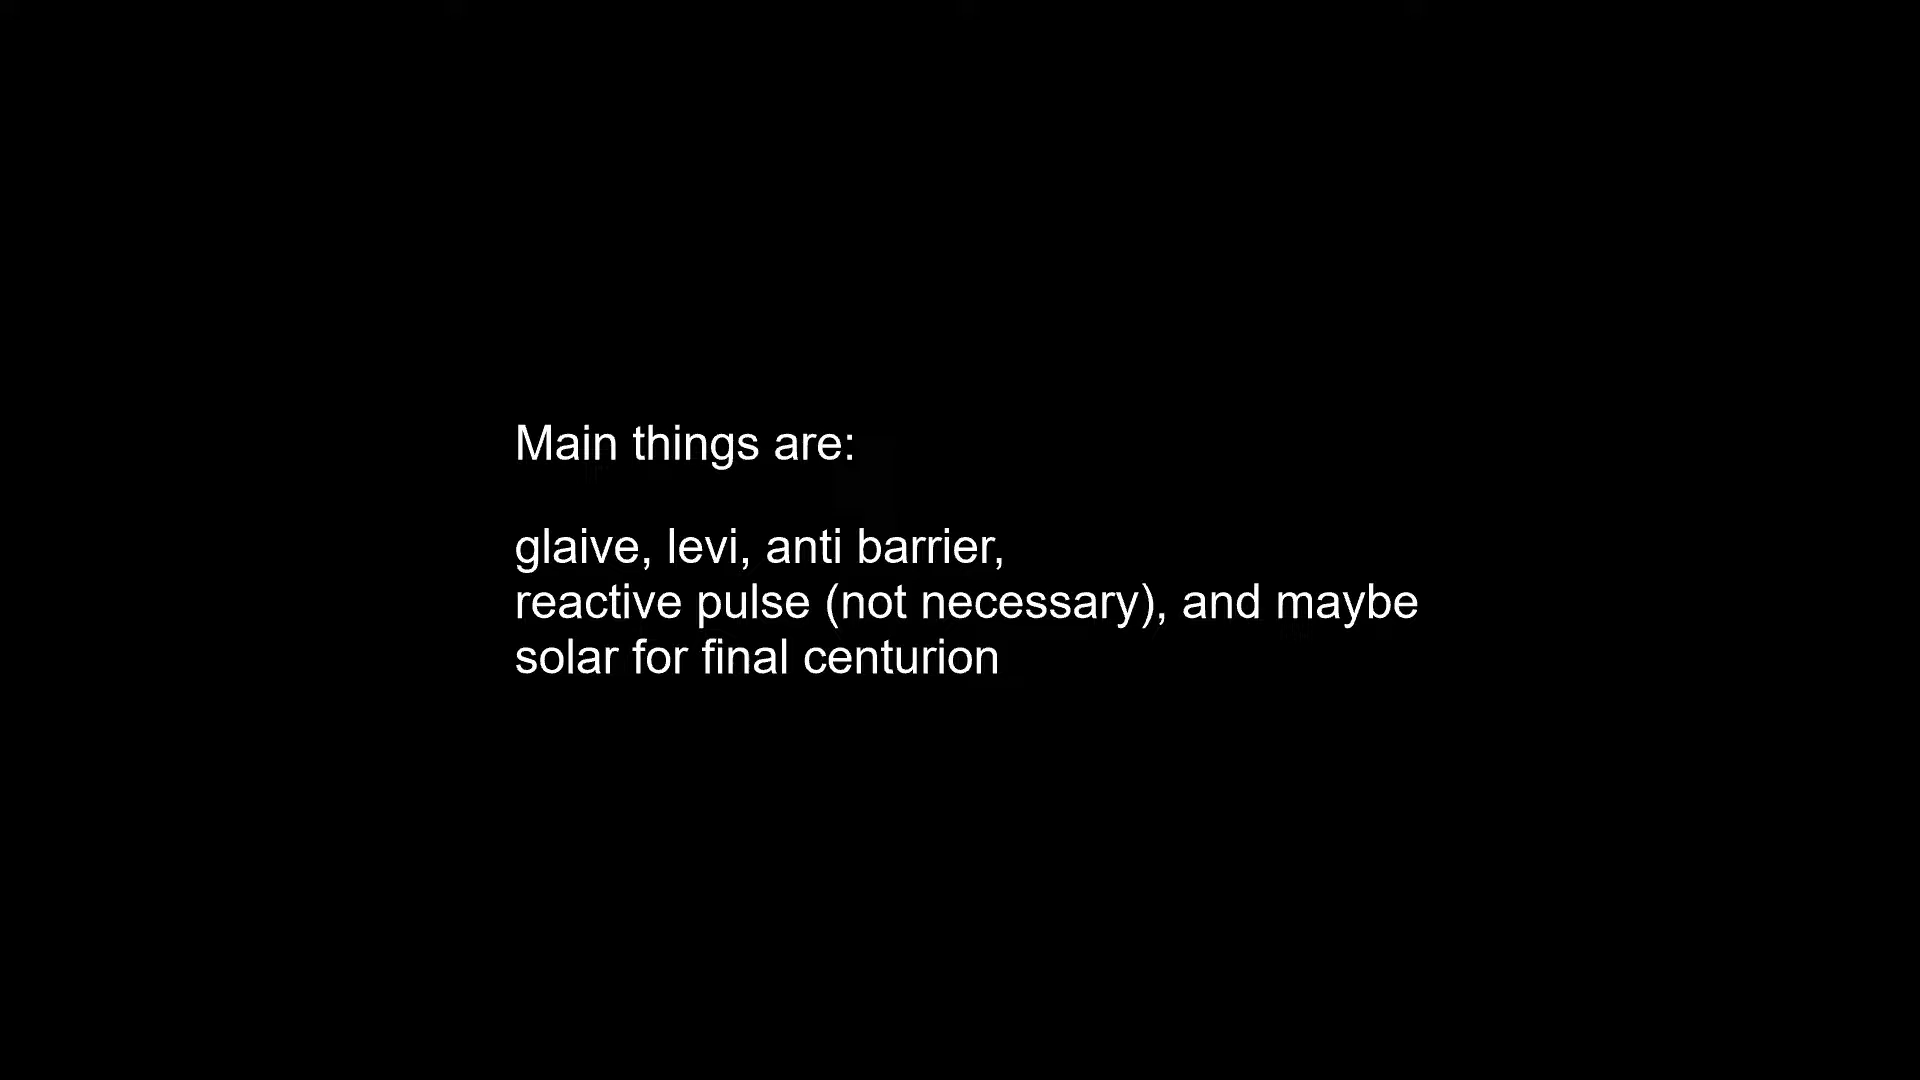 Main things are:
glaive, levi, anti barrier,
reactive pulse (not necessary), and maybe
solar for final centurion